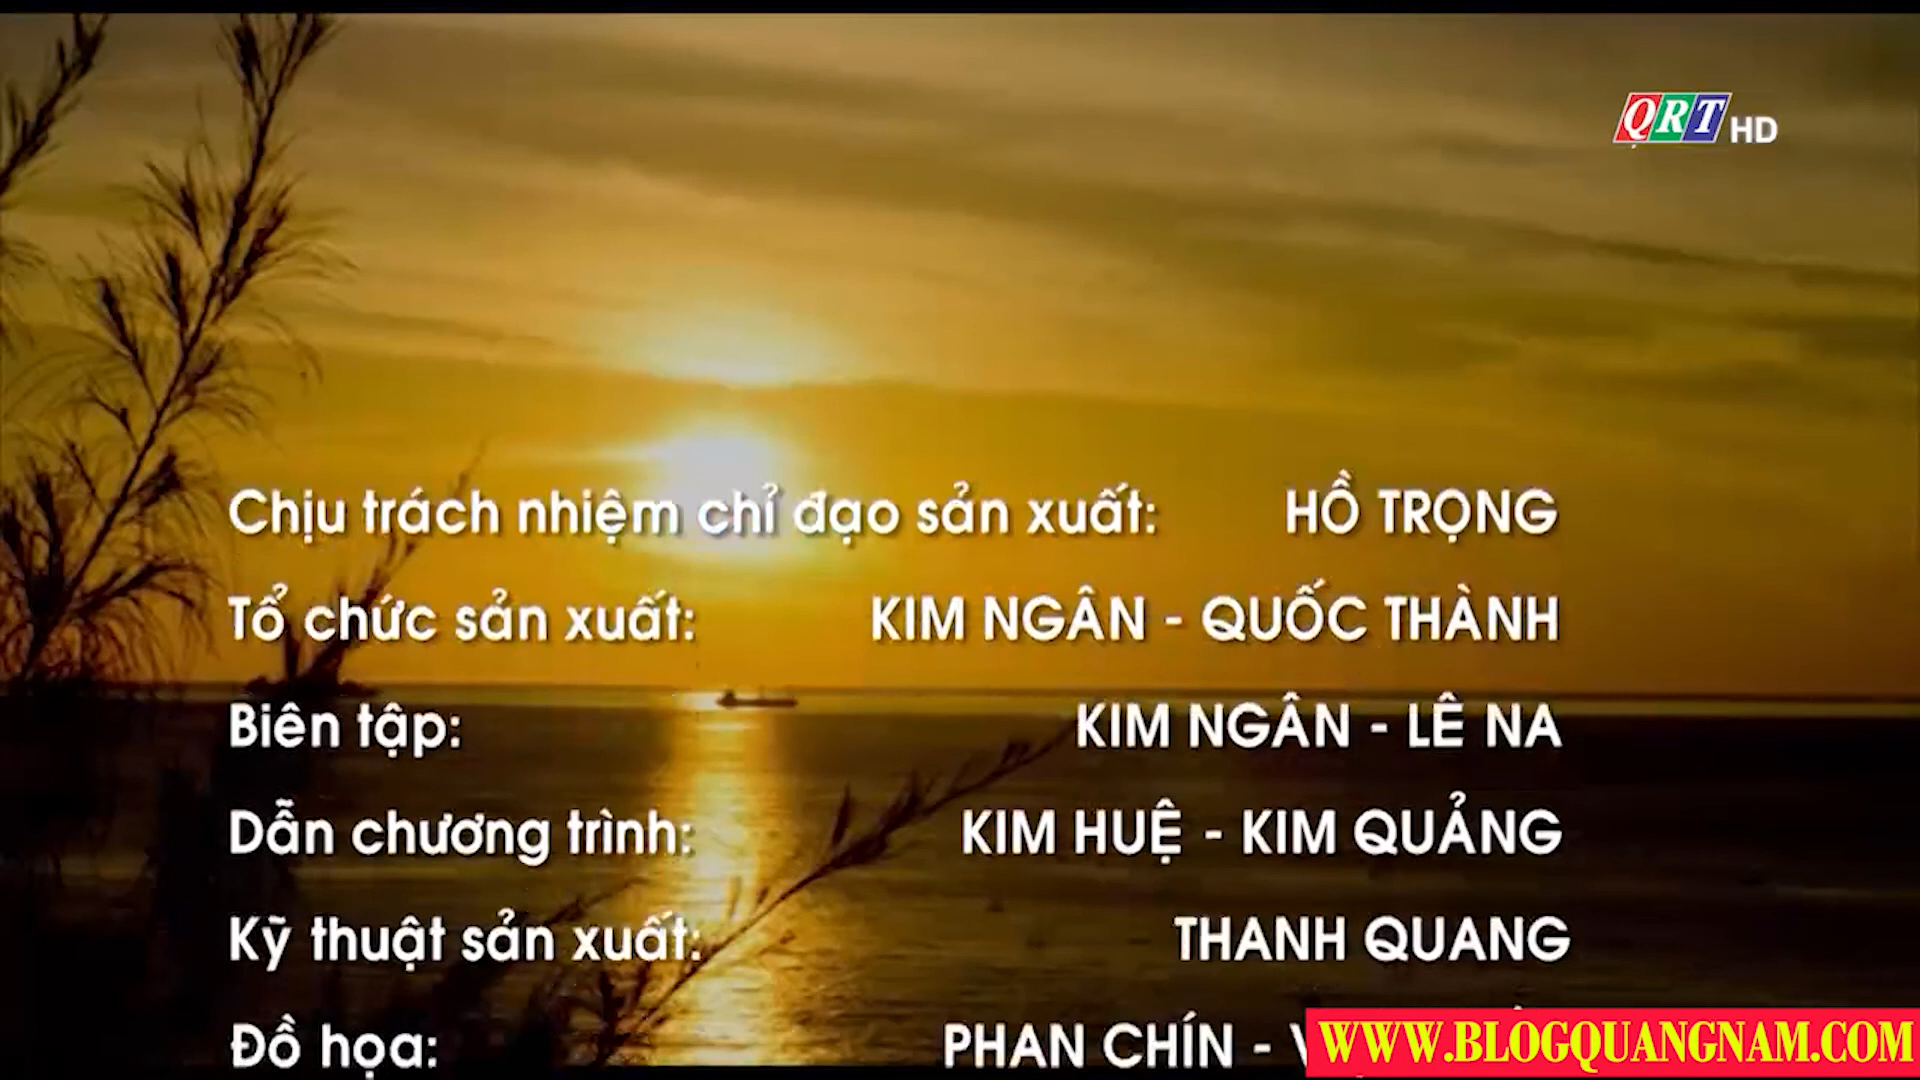 QRT HD
Chịu trách nhiệm chỉ đạo sản xuất: HỒ TRỌNG
Tổ chức sản xuất: KIM NGÂN - QUỐC THÀNH
Biên tập: KIM NGÂN - LÊ NA
Dẫn chương trình: KIM HUỆ - KIM QUẢNG
Kỹ thuật sản xuất: THANH QUANG
Đồ họa: PHAN CHÍN -
WWW.BLOGQUANGNAM.COM